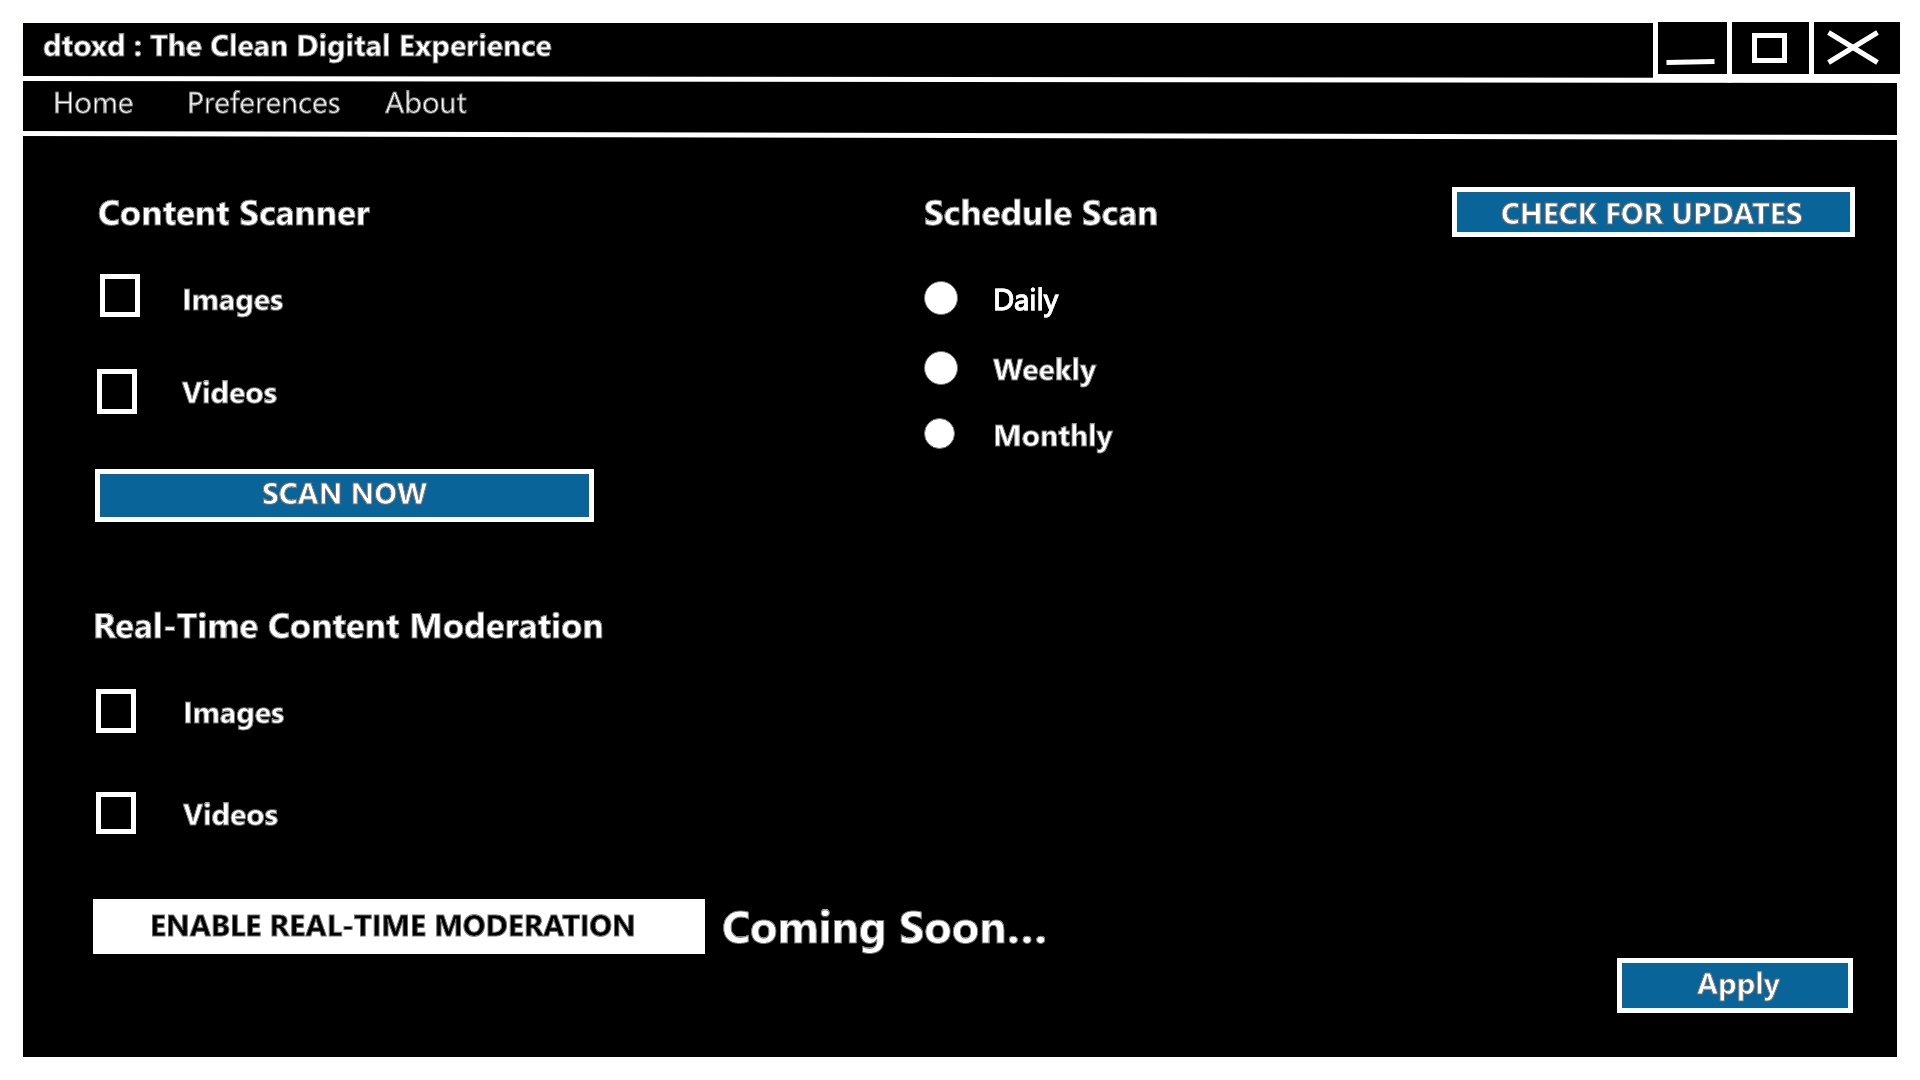 dtoxd : The Clean Digital Experience
Home Preferences About
Content Scanner
Images
Videos
SCAN NOW
Schedule Scan
Daily
Weekly
Monthly
CHECK FOR UPDATES
Real-Time Content Moderation
Images
Videos
ENABLE REAL-TIME MODERATION
Coming Soon...
Apply